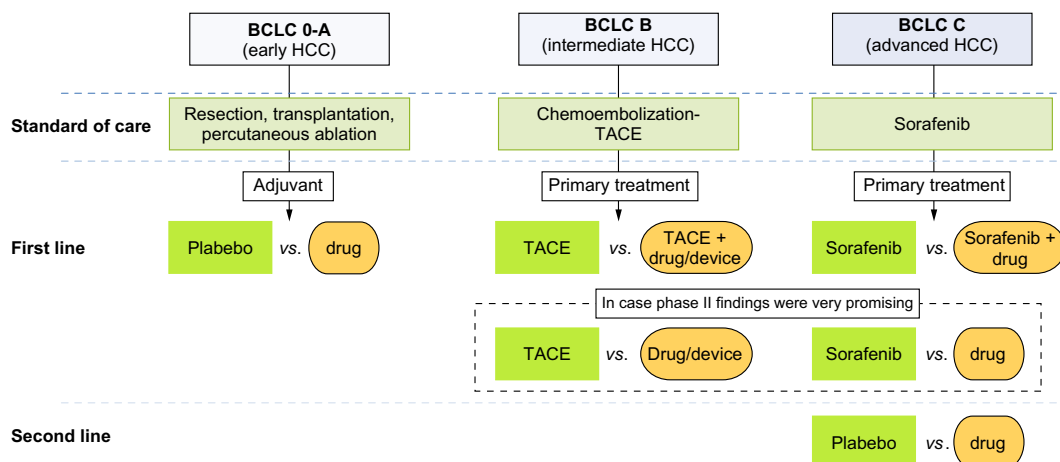 BCLC 0-A
(early HCC)
BCLC B
(intermediate HCC)
BCLC C
(advanced HCC)
Standard of care
Resection, transplantation,
percutaneous ablation
Chemoembolization-
TACE
Sorafenib
Adjuvant
Primary treatment
Primary treatment
First line
Plabebo
vs.
drug
TACE
vs.
TACE +
drug/device
Sorafenib
vs.
Sorafenib +
drug
In case phase II findings were very promising
TACE
vs.
Drug/device
Sorafenib
vs.
drug
Second line
Plabebo
vs.
drug